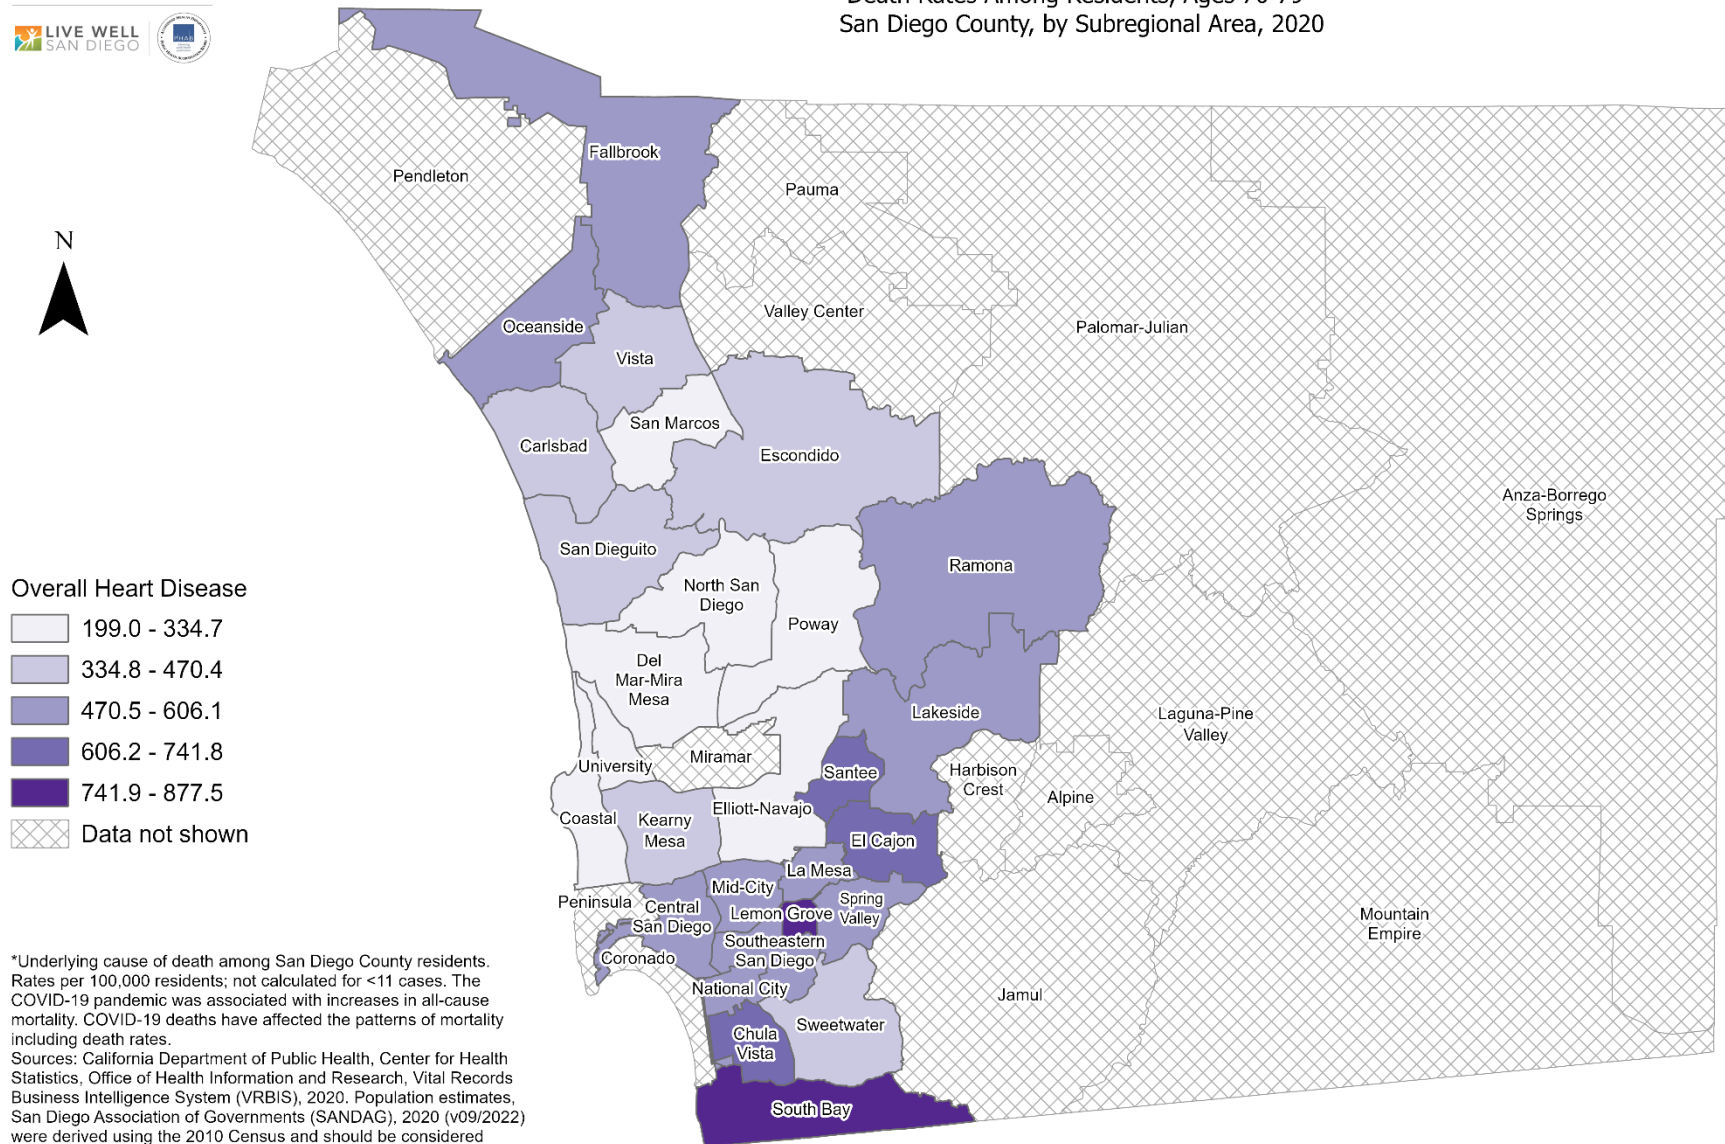 Death Rates Among Residents, Ages 70-79
San Diego County, by Subregional Area, 2020
LIVE WELL
SAN DIEGO
PHAB
N
Pendleton
Fallbrook
Pauma
Valley Center
Palomar-Julian
Oceanside
Vista
San Marcos
Carlsbad
Escondido
Anza-Borrego
Springs
San Dieguito
Ramona
North San
Diego
Poway
Del
Mar-Mira
Mesa
Lakeside
Laguna-Pine
Valley
Miramar
University
Santee
Harbison
Crest
Alpine
Elliott-Navajo
Coastal
Kearny
Mesa
El Cajon
La Mesa
Mid-City
Peninsula
Central
San Diego
Lemon Grove
Spring
Valley
Mountain
Empire
Southeastern
San Diego
Coronado
National City
Jamul
Chula
Vista
Sweetwater
South Bay
Overall Heart Disease
199.0 - 334.7
334.8 - 470.4
470.5 - 606.1
606.2 - 741.8
741.9 - 877.5
Data not shown
*Underlying cause of death among San Diego County residents.
Rates per 100,000 residents; not calculated for <11 cases. The
COVID-19 pandemic was associated with increases in all-cause
mortality. COVID-19 deaths have affected the patterns of mortality
including death rates.
Sources: California Department of Public Health, Center for Health
Statistics, Office of Health Information and Research, Vital Records
Business Intelligence System (VRBIS), 2020. Population estimates,
San Diego Association of Governments (SANDAG), 2020 (v09/2022)
were derived using the 2010 Census and should be considered